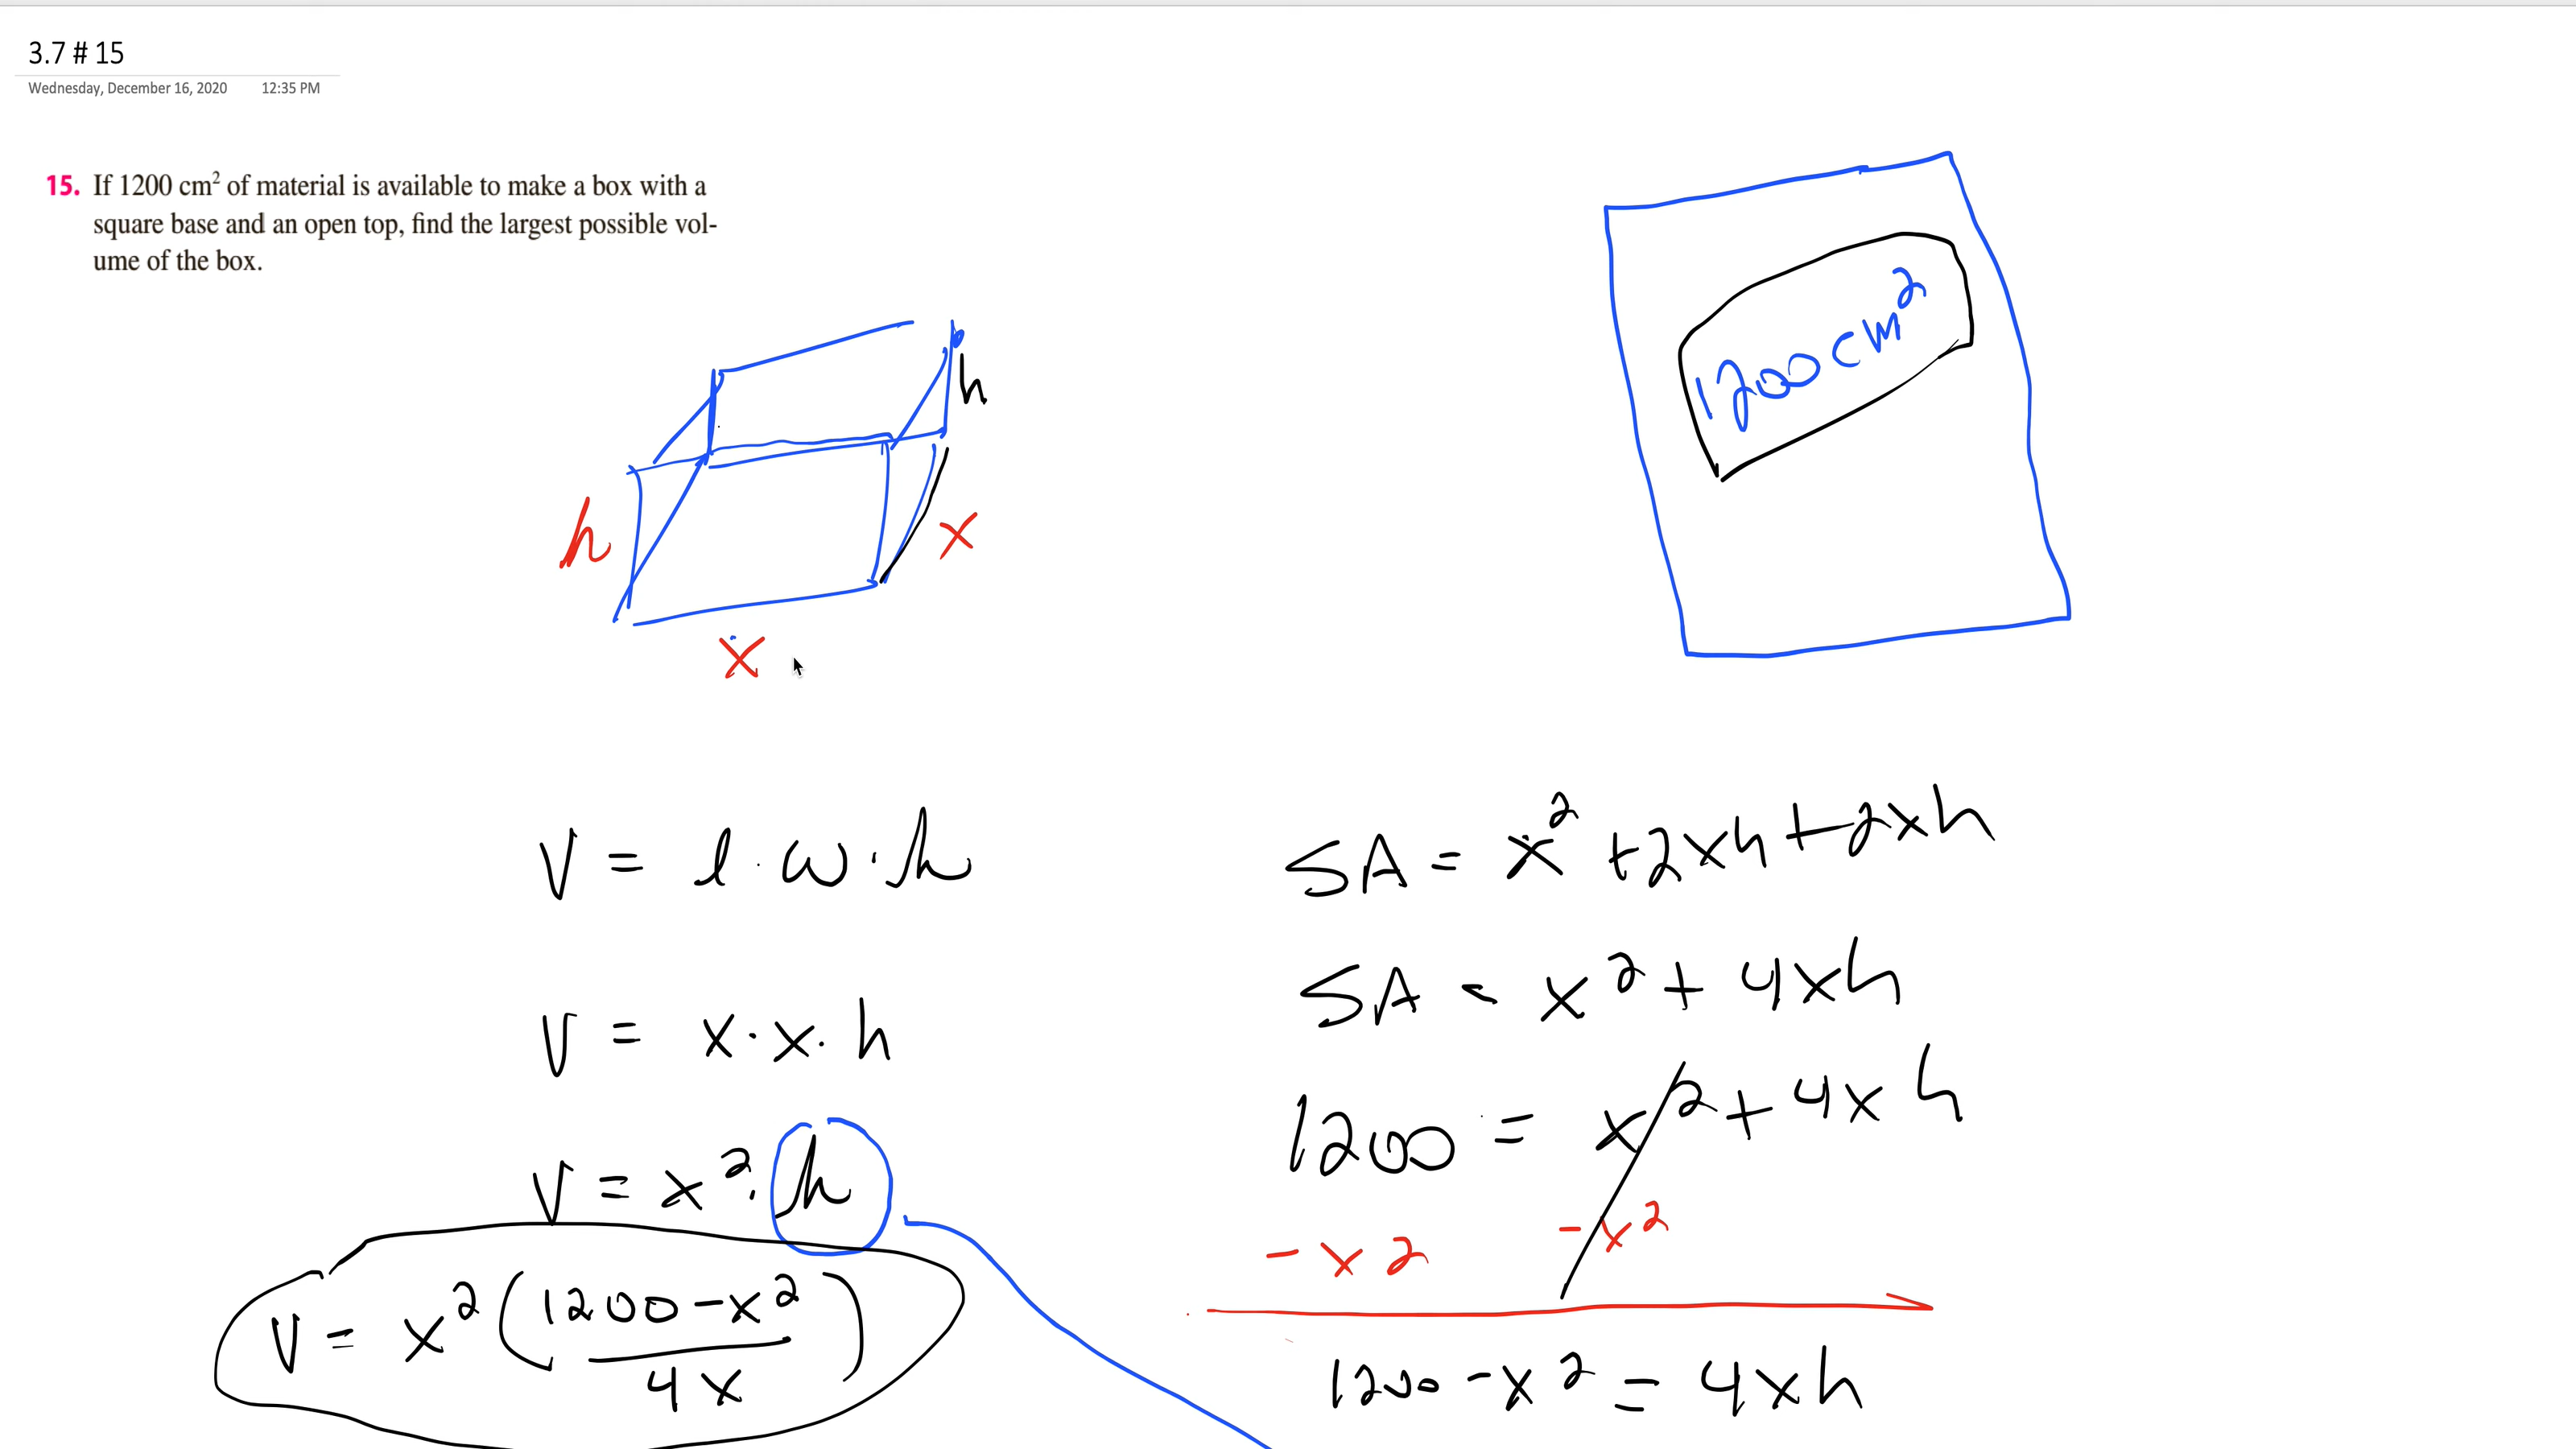 3.7 # 15
Wednesday, December 16, 2020 12:35 PM
15. If 1200 cm² of material is available to make a box with a
square base and an open top, find the largest possible vol-
ume of the box.
1200 cm²
h
h
x
x
V = l · w · h
V = x · x · h
V = x² · h
V = x² (1200 - x² / 4x)
SA = x² + 2xh + 2xh
SA = x² + 4xh
1200 = x² + 4xh
- x² - x²
1200 - x² = 4xh